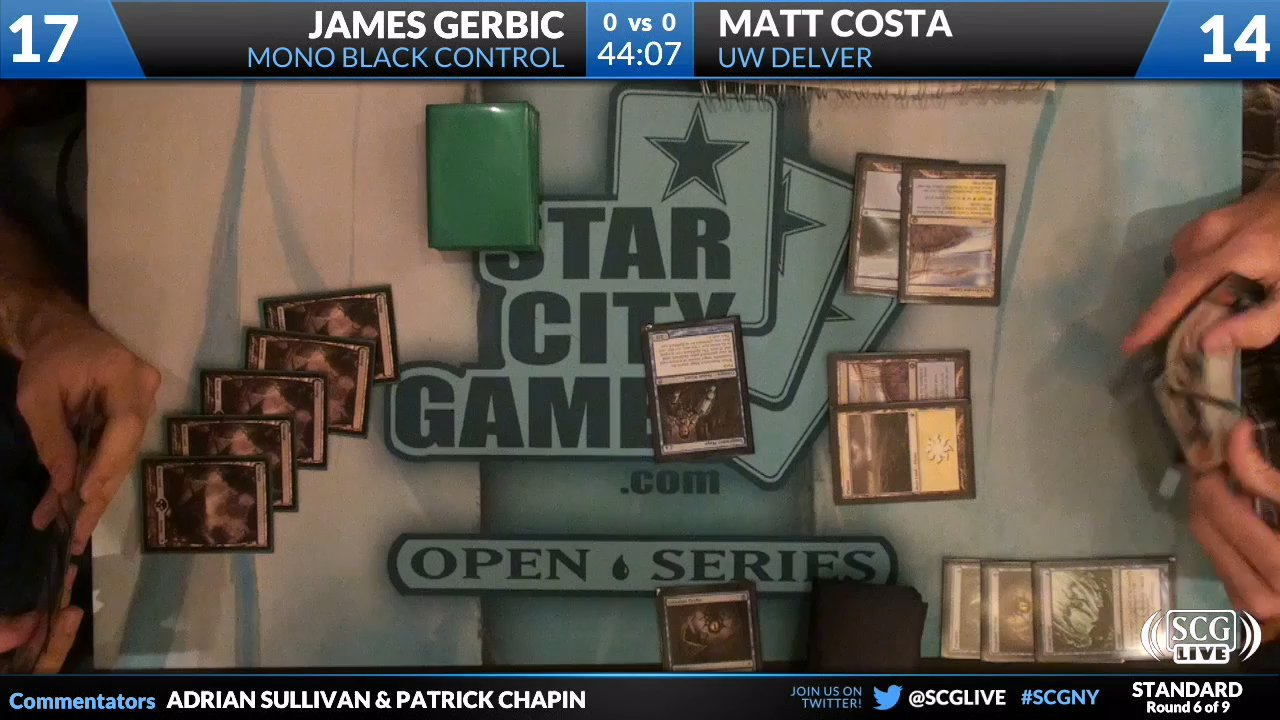 17
JAMES GERBIC
MONO BLACK CONTROL
0 vs 0
44:07
MATT COSTA
UW DELVER
14
STAR
CITY
GAME
.com
OPEN SERIES
SCG
LIVE
Commentators ADRIAN SULLIVAN & PATRICK CHAPIN
JOIN US ON
TWITTER!
@SCGLIVE #SCGNY
STANDARD
Round 6 of 9